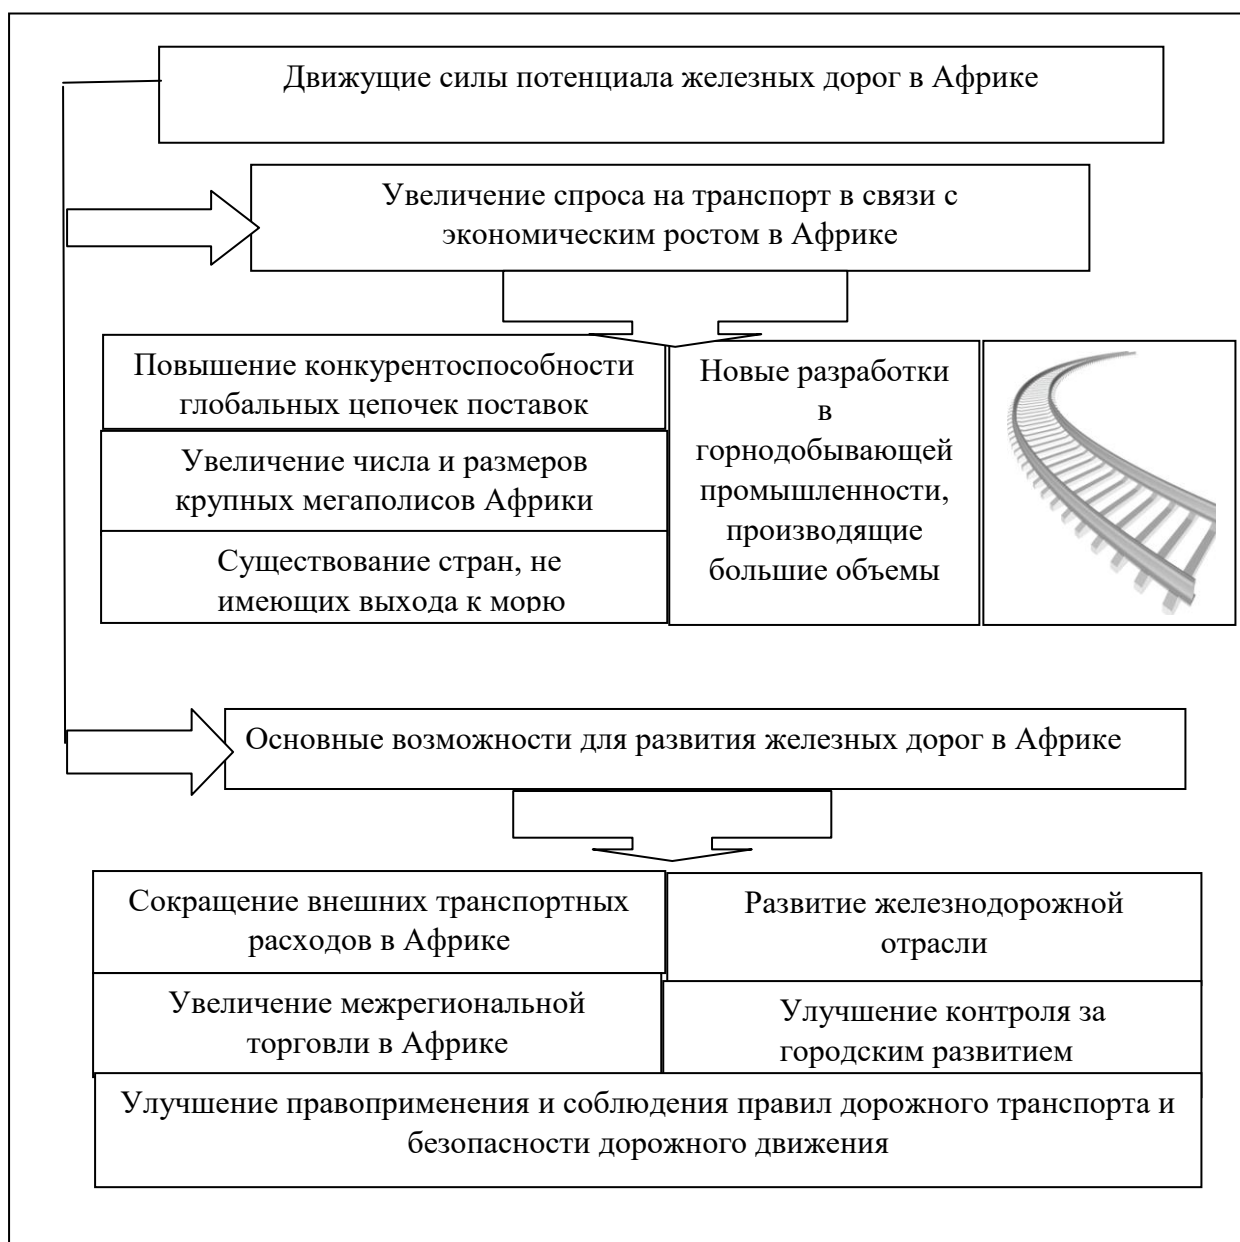 Движущие силы потенциала железных дорог в Африке
Увеличение спроса на транспорт в связи с
экономическим ростом в Африке
Повышение конкурентоспособности
глобальных цепочек поставок
Увеличение числа и размеров
крупных мегаполисов Африки
Существование стран, не
имеющих выхода к морю
Новые разработки
в
горнодобывающей
промышленности,
производящие
большие объемы
Основные возможности для развития железных дорог в Африке
Сокращение внешних транспортных
расходов в Африке
Развитие железнодорожной
отрасли
Увеличение межрегиональной
торговли в Африке
Улучшение контроля за
городским развитием
Улучшение правоприменения и соблюдения правил дорожного транспорта и
безопасности дорожного движения